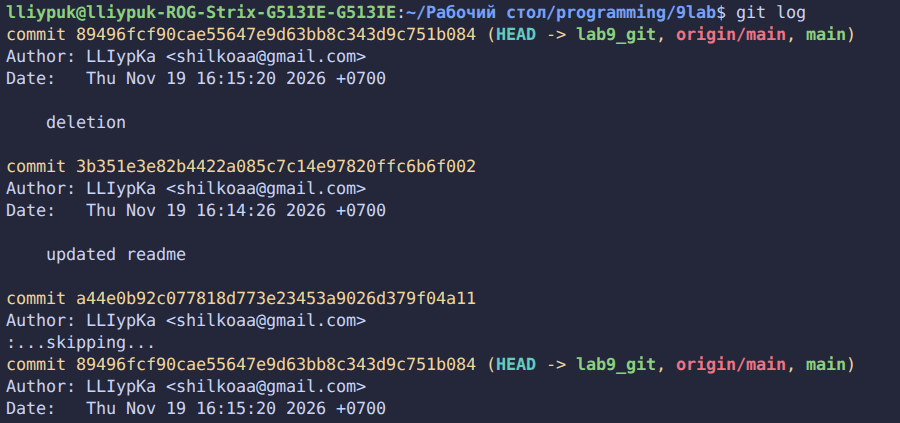 lliypuk@lliypuk-ROG-Strix-G513IE-G513IE:~/Рабочий стол/programming/9lab$ git log
commit 89496fcf90cae55647e9d63bb8c343d9c751b084 (HEAD -> lab9_git, origin/main, main)
Author: LLIypKa <shilkoaa@gmail.com>
Date:   Thu Nov 19 16:15:20 2026 +0700
    deletion
commit 3b351e3e82b4422a085c7c14e97820ffc6b6f002
Author: LLIypKa <shilkoaa@gmail.com>
Date:   Thu Nov 19 16:14:26 2026 +0700
    updated readme
commit a44e0b92c077818d773e23453a9026d379f04a11
Author: LLIypKa <shilkoaa@gmail.com>
:...skipping...
commit 89496fcf90cae55647e9d63bb8c343d9c751b084 (HEAD -> lab9_git, origin/main, main)
Author: LLIypKa <shilkoaa@gmail.com>
Date:   Thu Nov 19 16:15:20 2026 +0700